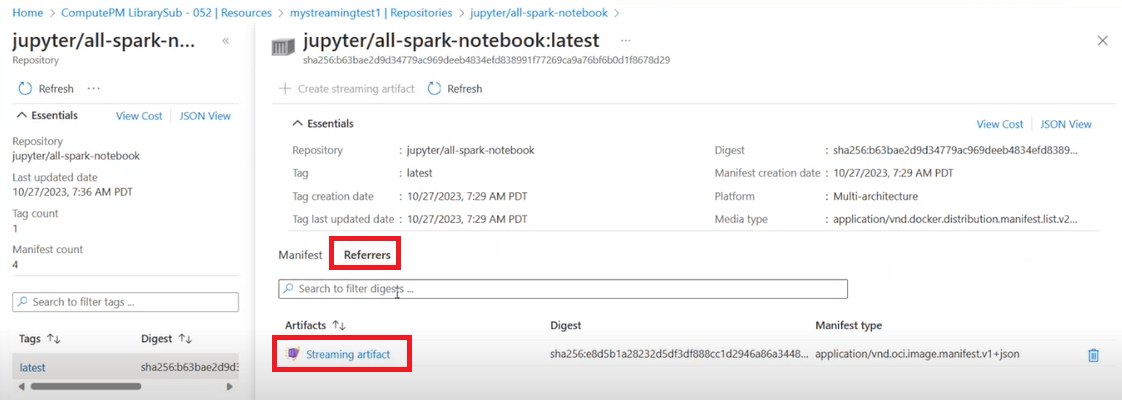 Home > ComputePM LibrarySub - 052 | Resources > mystreamingtest1 | Repositories > jupyter/all-spark-notebook >
jupyter/all-spark-n...
«
Repository
Refresh ...
Essentials View Cost JSON View
Repository
jupyter/all-spark-notebook
Last updated date
10/27/2023, 7:36 AM PDT
Tag count
1
Manifest count
4
Search to filter tags ...
Tags ↑↓ Digest ↑↓
latest sha256:b63bae2d9d3
jupyter/all-spark-notebook:latest ...
sha256:b63bae2d9d34779ac969deeb4834efd838991f77269ca9a76bf6b0d1f8678d29
+ Create streaming artifact Refresh
Essentials View Cost JSON View
Repository : jupyter/all-spark-notebook Digest : sha256:b63bae2d9d34779ac969deeb4834efd8389...
Tag : latest Manifest creation date : 10/27/2023, 7:29 AM PDT
Tag creation date : 10/27/2023, 7:29 AM PDT Platform : Multi-architecture
Tag last updated date : 10/27/2023, 7:29 AM PDT Media type : application/vnd.docker.distribution.manifest.list.v2...
Manifest Referrers
Search to filter digests ...
Artifacts ↑↓ Digest Manifest type
Streaming artifact sha256:e8d5b1a28232d5df3df888cc1d2946a86a3448... application/vnd.oci.image.manifest.v1+json